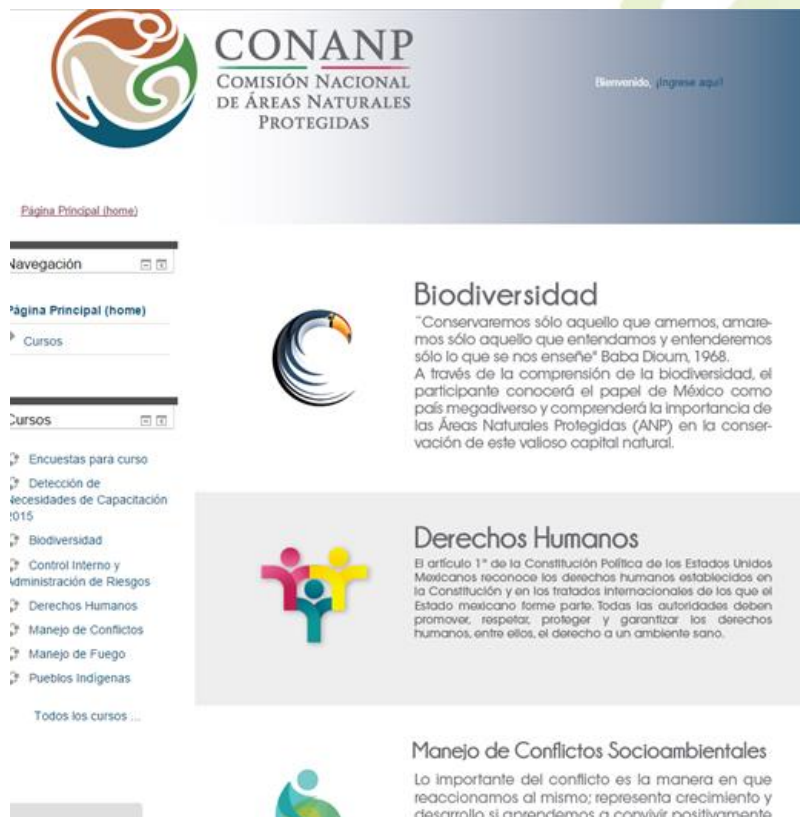 CONANP
COMISIÓN NACIONAL
DE ÁREAS NATURALES
PROTEGIDAS
Bienvenido, ¡Ingrese aquí!
Página Principal (home)
Navegación
Página Principal (home)
Cursos
Cursos
Encuestas para curso
Detección de
Necesidades de Capacitación
2015
Biodiversidad
Control Interno y
Administración de Riesgos
Derechos Humanos
Manejo de Conflictos
Manejo de Fuego
Pueblos Indígenas
Todos los cursos ...
Biodiversidad
"Conservaremos sólo aquello que amemos, amare-
mos sólo aquello que entendamos y entenderemos
sólo lo que se nos enseñe" Baba Dioum, 1968.
A través de la comprensión de la biodiversidad, el
participante conocerá el papel de México como
país megadiverso y comprenderá la importancia de
las Áreas Naturales Protegidas (ANP) en la conser-
vación de este valioso capital natural.
Derechos Humanos
El artículo 1° de la Constitución Política de los Estados Unidos
Mexicanos reconoce los derechos humanos establecidos en
la Constitución y en los tratados internacionales de los que el
Estado mexicano forme parte. Todas las autoridades deben
promover, respetar, proteger y garantizar los derechos
humanos, entre ellos, el derecho a un ambiente sano.
Manejo de Conflictos Socioambientales
Lo importante del conflicto es la manera en que
reaccionamos al mismo; representa crecimiento y
desarrollo si aprendemos a convivir positivamente